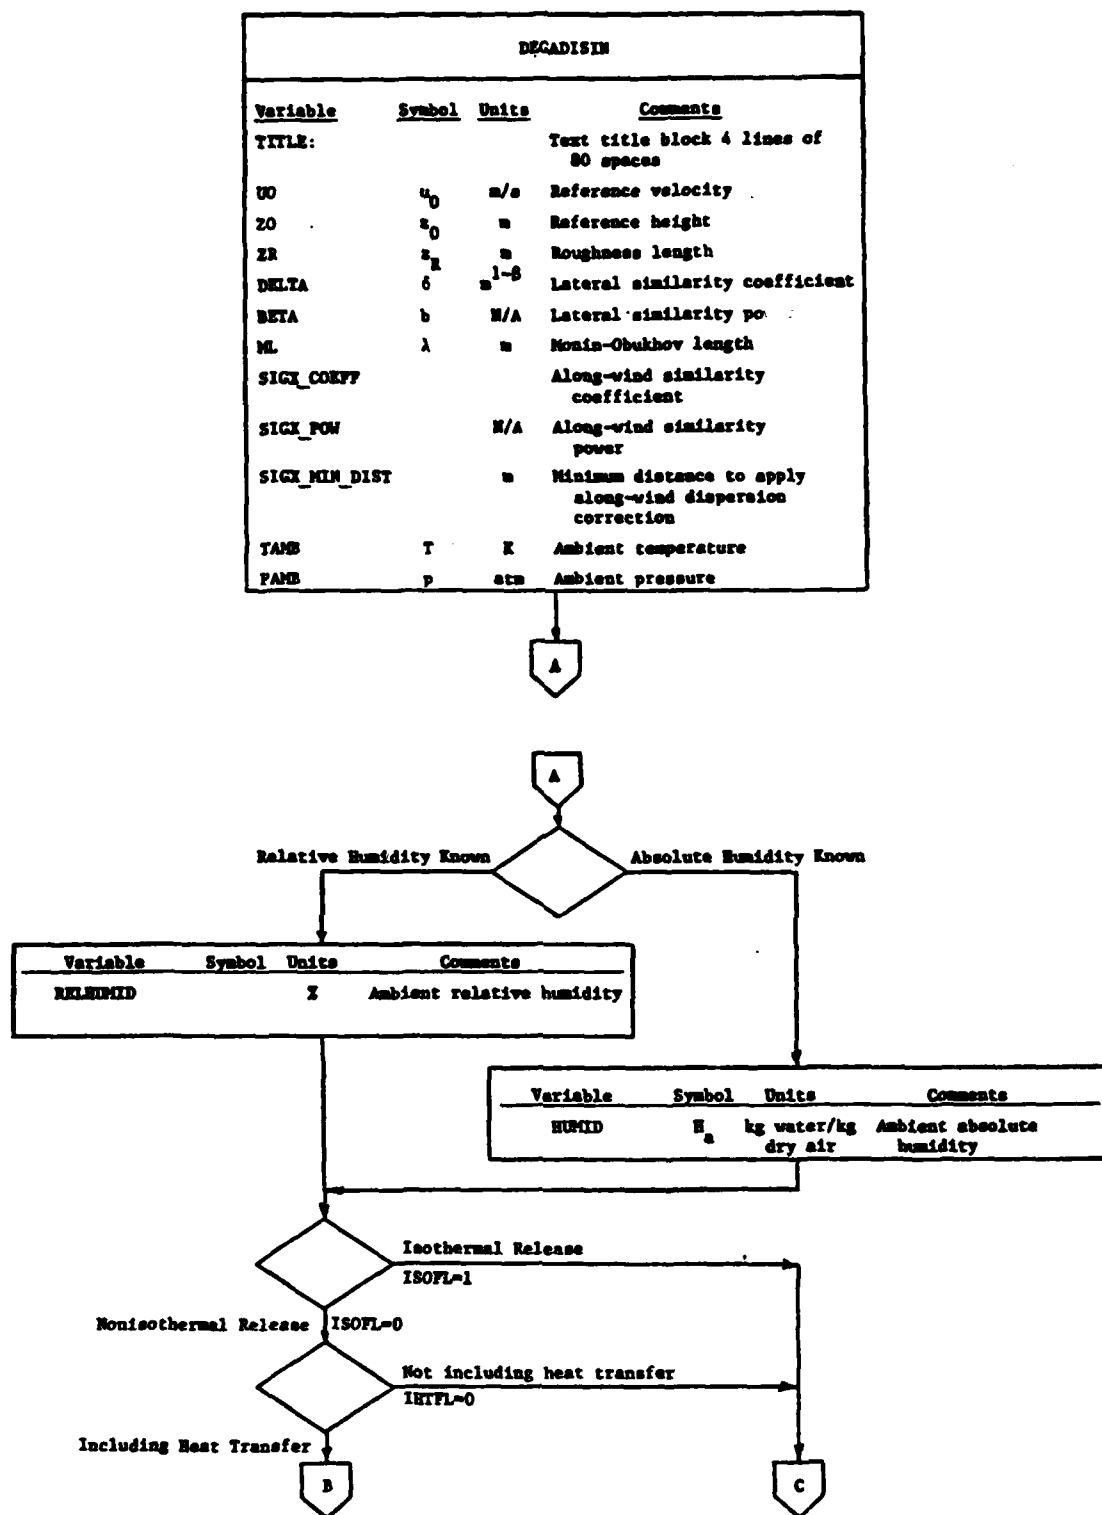 DEGADISIN
Variable Symbol Units Comments
TITLE: Text title block 4 lines of
80 spaces
UO u0 m/s Reference velocity
ZO z0 m Reference height
ZR zR m Roughness length
DELTA δ m^1-β Lateral similarity coefficient
BETA b N/A Lateral similarity po
ML λ m Monin-Obukhov length
SIGX_COEFF Along-wind similarity
coefficient
SIGX_POW N/A Along-wind similarity
power
SIGX_MIN_DIST m Minimum distance to apply
along-wind dispersion
correction
TAMB T K Ambient temperature
PAMB p atm Ambient pressure
A
A
Relative Humidity Known Absolute Humidity Known
Variable Symbol Units Comments
RELHUMID % Ambient relative humidity
Variable Symbol Units Comments
HUMID Ha kg water/kg Ambient absolute
dry air humidity
Isothermal Release
ISOFL=1
Nonisothermal Release ISOFL=0
Not including heat transfer
IHTFL=0
Including Heat Transfer
B C